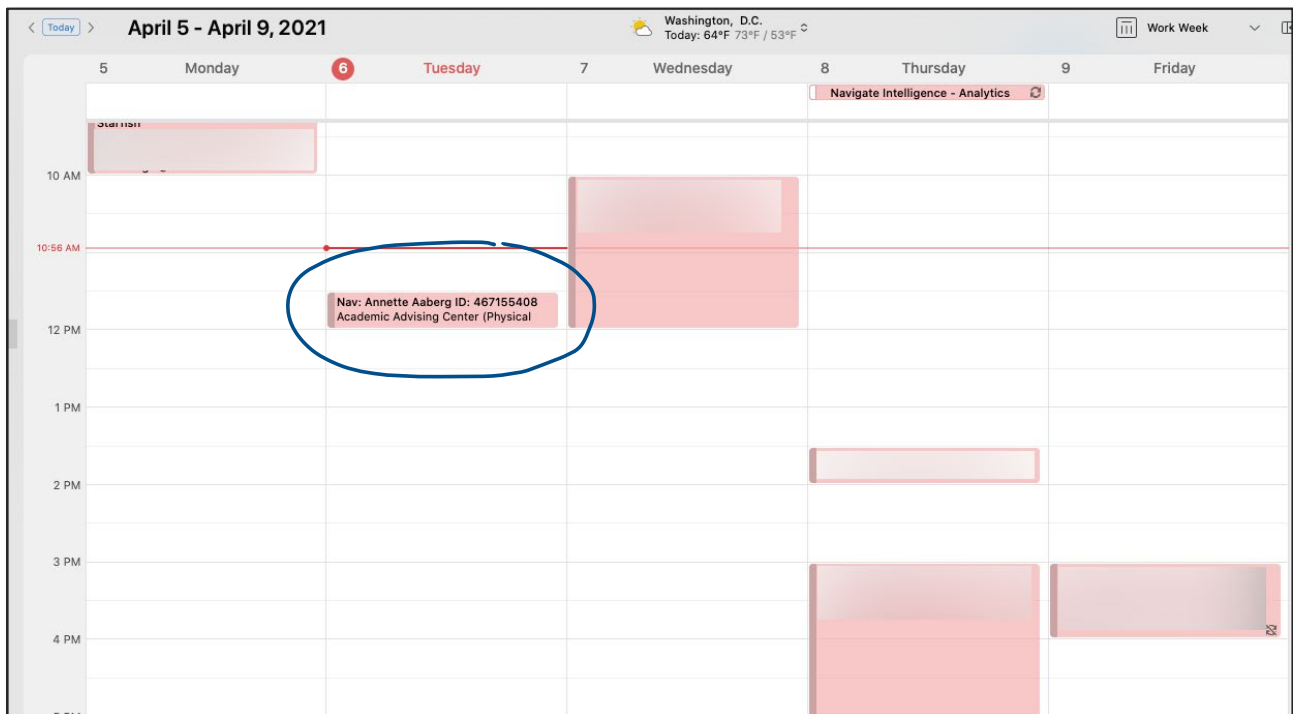 Today
April 5 - April 9, 2021
Washington, D.C.
Today: 64°F 73°F / 53°F
Work Week
5 Monday
6 Tuesday
7 Wednesday
8 Thursday
9 Friday
Navigate Intelligence - Analytics
Starfish
10 AM
10:56 AM
Nav: Annette Aaberg ID: 467155408
Academic Advising Center (Physical
12 PM
1 PM
2 PM
3 PM
4 PM